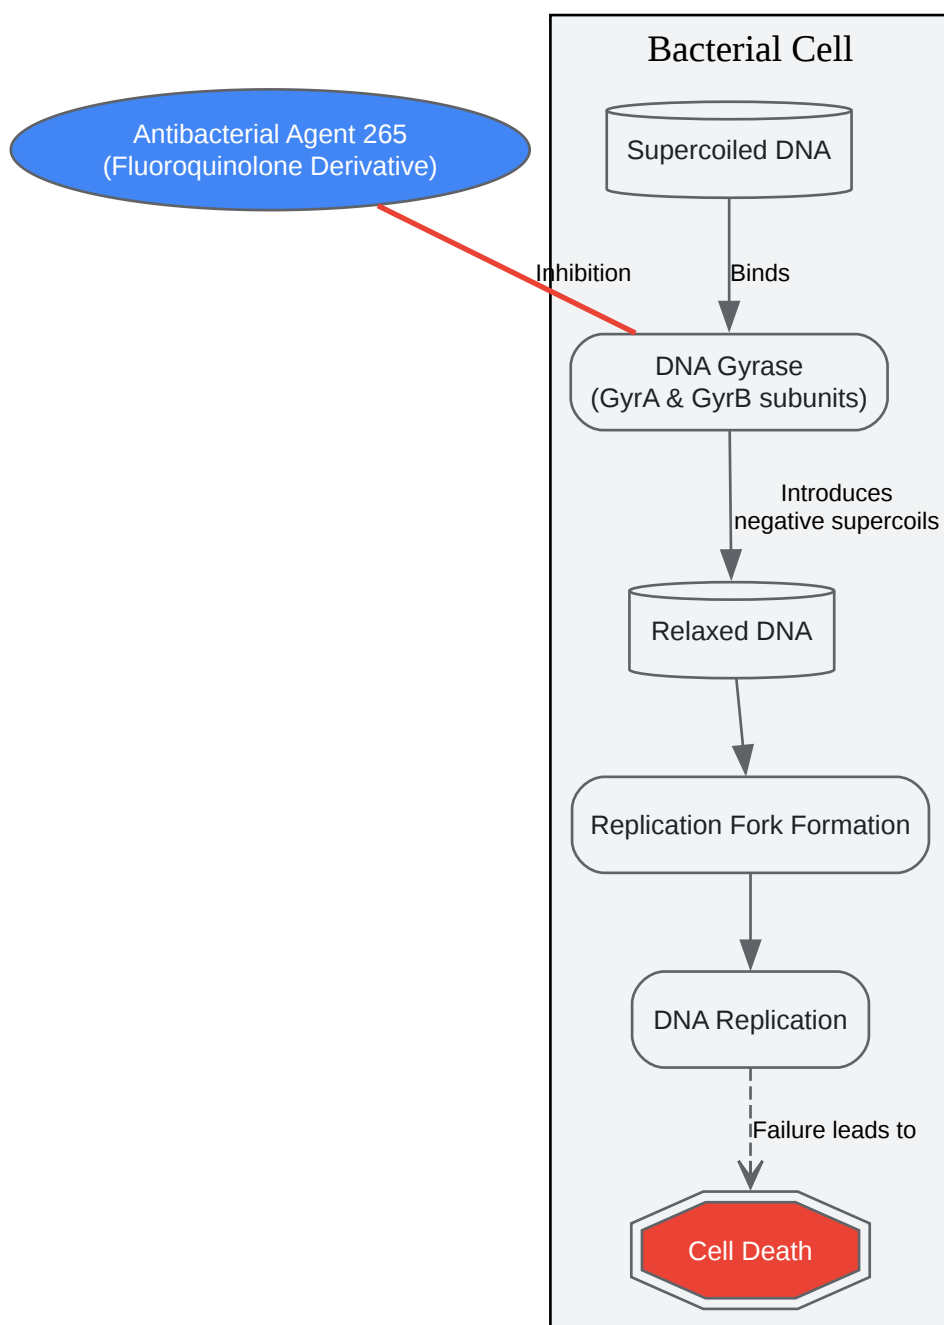 Bacterial Cell
Antibacterial Agent 265
(Fluoroquinolone Derivative)
Supercoiled DNA
Inhibition
Binds
DNA Gyrase
(GyrA & GyrB subunits)
Introduces
negative supercoils
Relaxed DNA
Replication Fork Formation
DNA Replication
Failure leads to
Cell Death